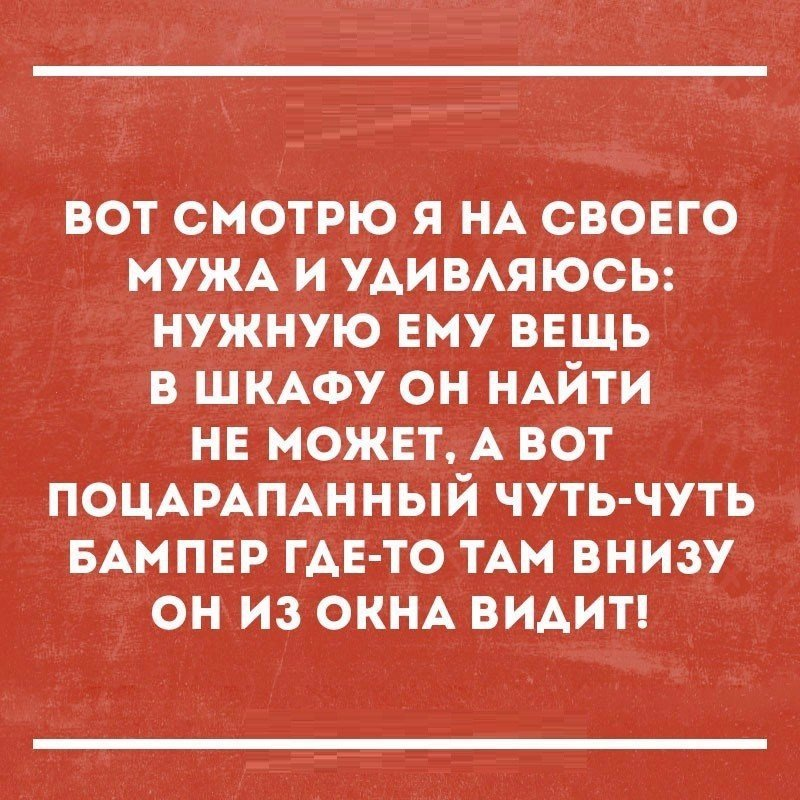 ВОТ СМОТРЮ Я НА СВОЕГО
МУЖА И УДИВЛЯЮСЬ:
НУЖНУЮ ЕМУ ВЕЩЬ
В ШКАФУ ОН НАЙТИ
НЕ МОЖЕТ, А ВОТ
ПОЦАРАПАННЫЙ ЧУТЬ-ЧУТЬ
БАМПЕР ГДЕ-ТО ТАМ ВНИЗУ
ОН ИЗ ОКНА ВИДИТ!